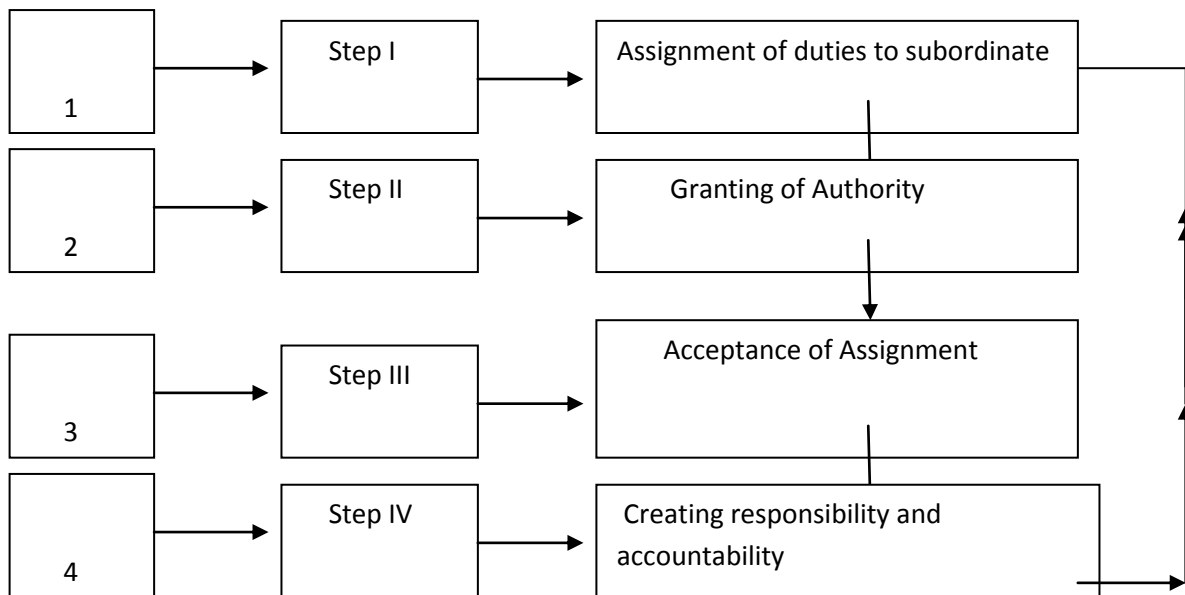 Step I
Assignment of duties to subordinate
1
Step II
Granting of Authority
2
Step III
Acceptance of Assignment
3
Step IV
Creating responsibility and
accountability
4